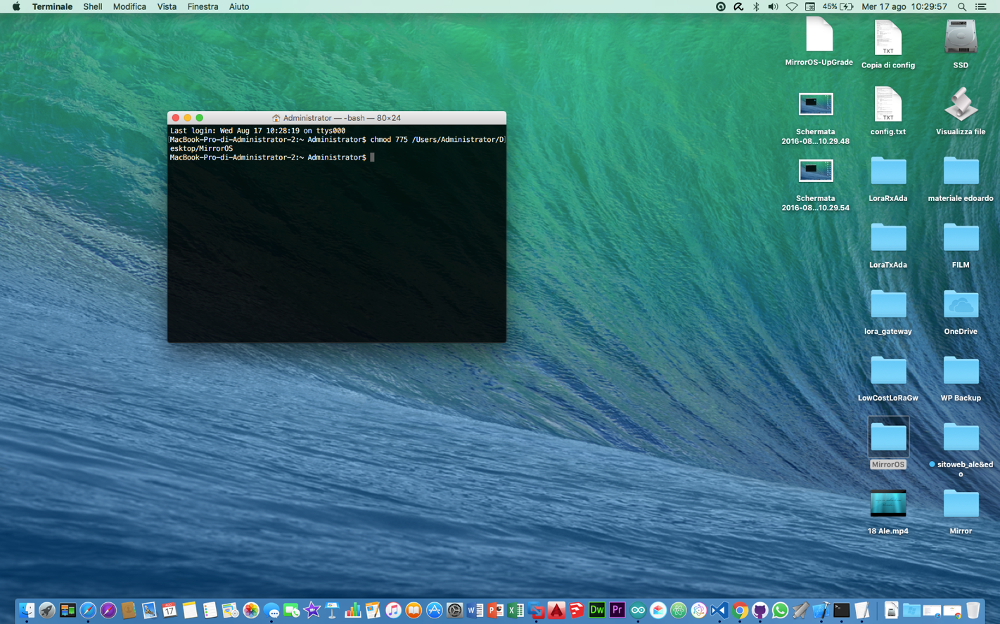 Terminale Shell Modifica Vista Finestra Aiuto
45% Mer 17 ago 10:29:57
Administrator — -bash — 80×24
Last login: Wed Aug 17 10:28:19 on ttys000
[MacBook-Pro-di-Administrator-2:~ Administrator$ chmod 775 /Users/Administrator/D]
esktop/MirrorOS
MacBook-Pro-di-Administrator-2:~ Administrator$
MirrorOS-UpGrade
TXT
Copia di config
SSD
Schermata
2016-08...10.29.48
TXT
config.txt
Visualizza file
Schermata
2016-08...10.29.54
LoraRxAda
materiale edoardo
LoraTxAda
FILM
lora_gateway
OneDrive
LowCostLoRaGw
WP Backup
MirrorOS
sitoweb_ale&ed
o
18 Ale.mp4
Mirror
17
Dw
Pr